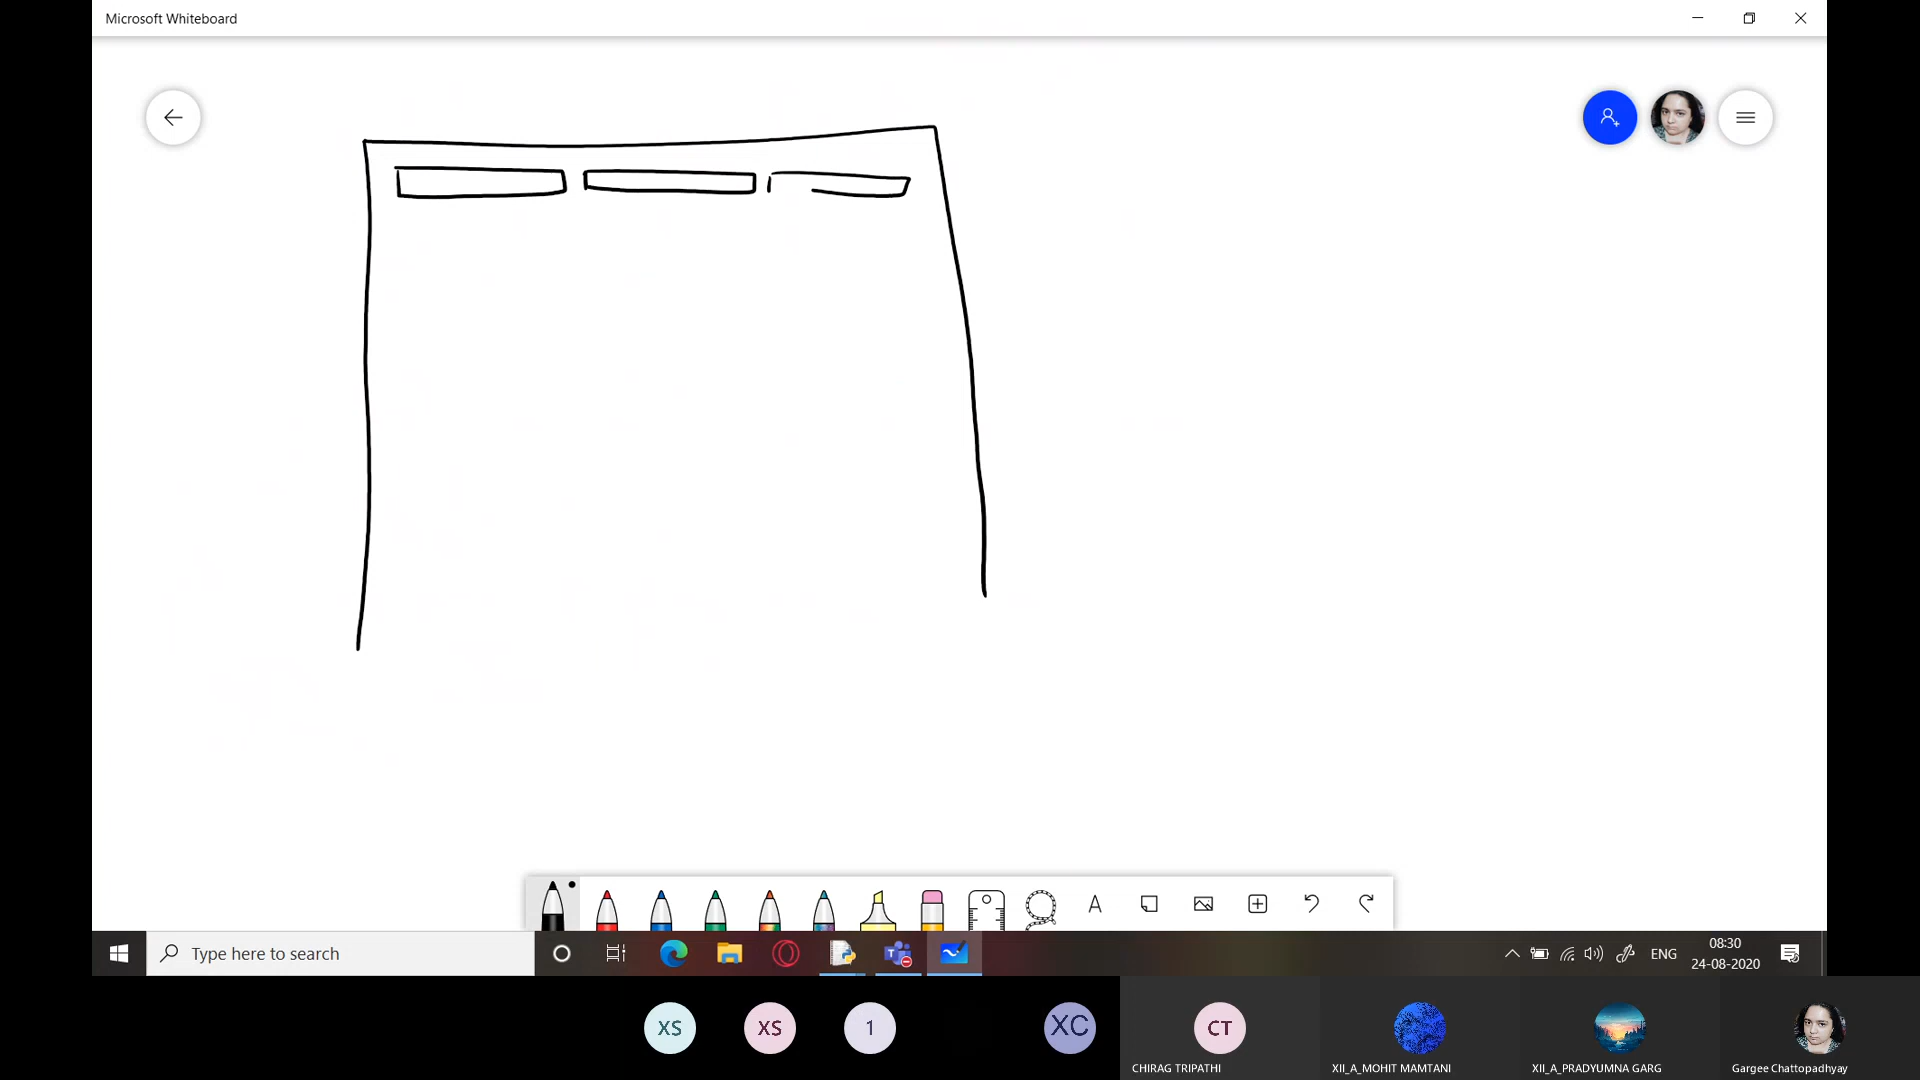 Microsoft Whiteboard
Type here to search
ENG
08:30
24-08-2020
XS
XS
1
XC
CT
CHIRAG TRIPATHI
XII_A_MOHIT MAMTANI
XII_A_PRADYUMNA GARG
Gargee Chattopadhyay